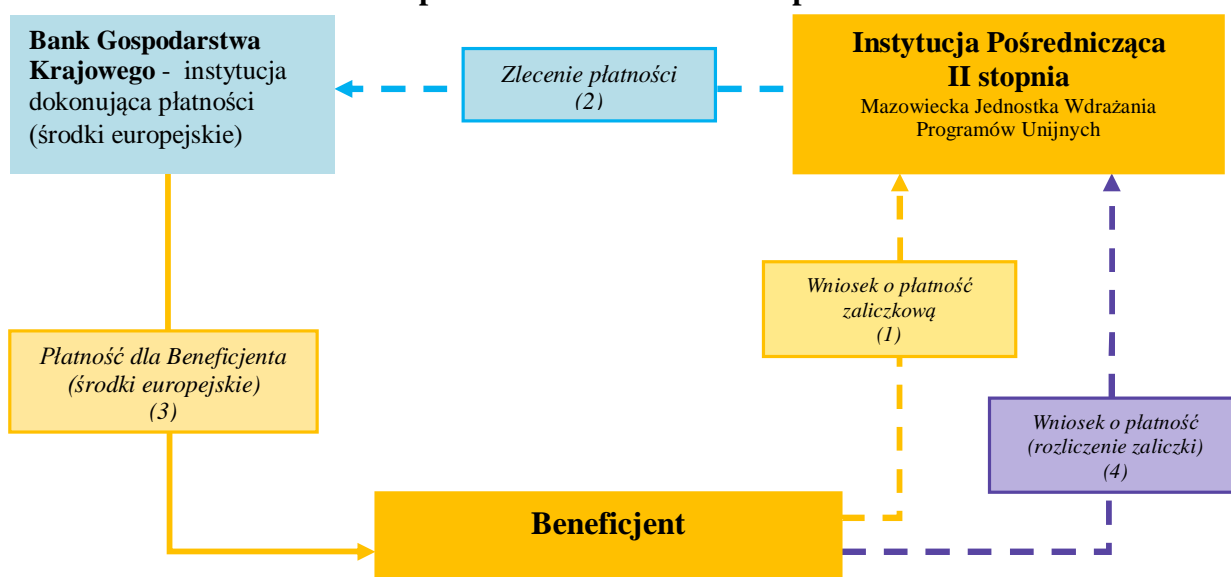 Bank Gospodarstwa
Krajowego - instytucja
dokonująca płatności
(środki europejskie)
Zlecenie płatności
(2)
Instytucja Pośrednicząca
II stopnia
Mazowiecka Jednostka Wdrażania
Programów Unijnych
Wniosek o płatność
zaliczkową
(1)
Płatność dla Beneficjenta
(środki europejskie)
(3)
Wniosek o płatność
(rozliczenie zaliczki)
(4)
Beneficjent